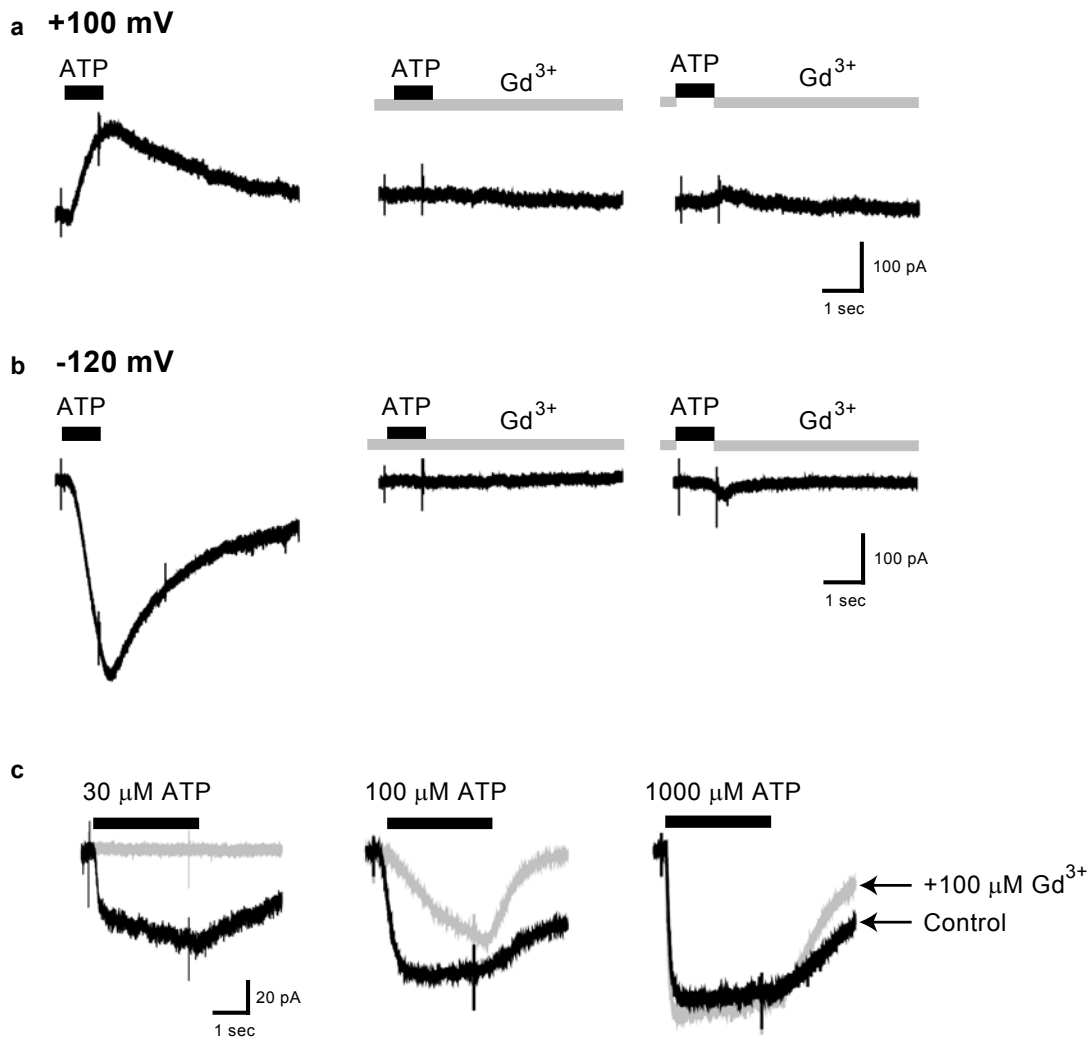 a +100 mV
ATP
ATP
Gd³⁺
ATP
Gd³⁺
100 pA
1 sec
b -120 mV
ATP
ATP
Gd³⁺
ATP
Gd³⁺
100 pA
1 sec
c
30 μM ATP
100 μM ATP
1000 μM ATP
+100 μM Gd³⁺
Control
20 pA
1 sec